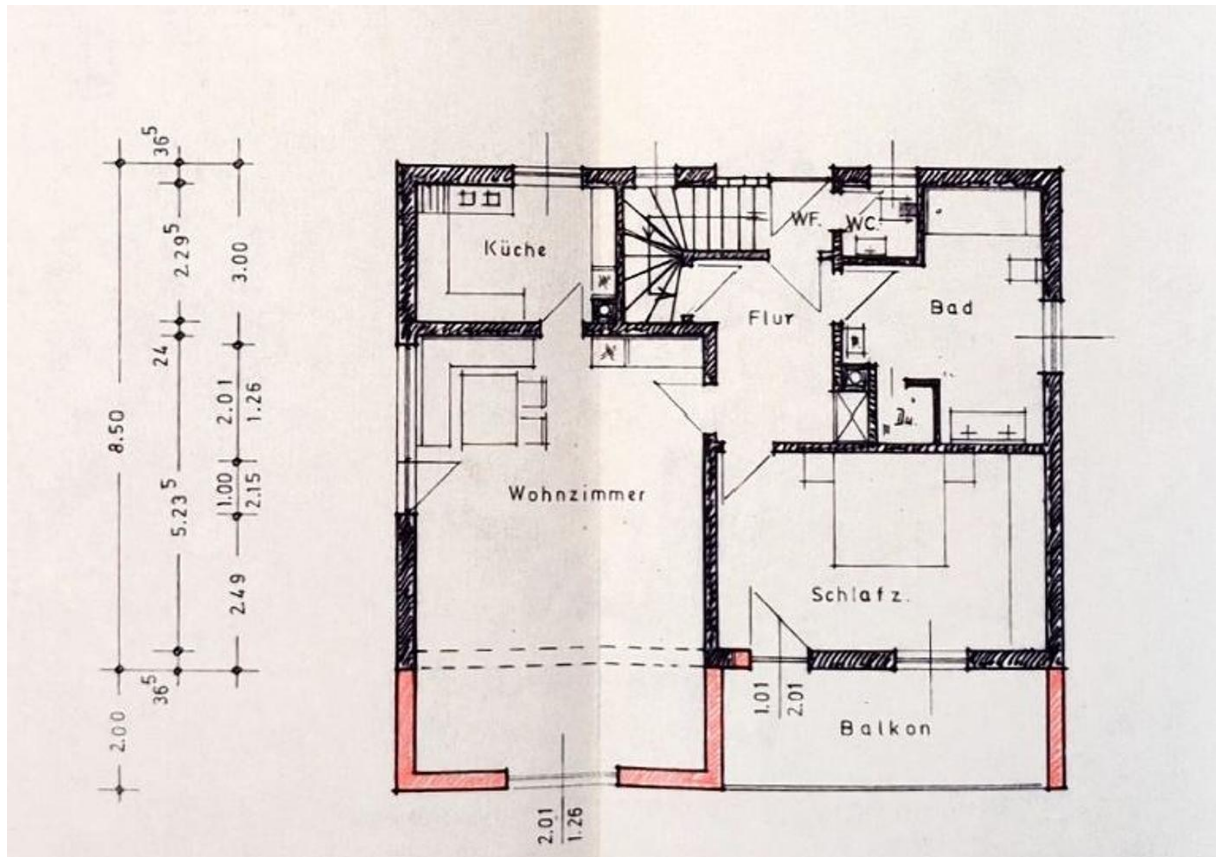 36⁵
2.29⁵
3.00
24
2.01
1.26
8.50
1.00
2.15
5.23⁵
2.49
36⁵
2.00
Küche
WF.
WC.
Flur
Bad
Du.
Wohnzimmer
Schlafz.
1.01
2.01
Balkon
2.01
1.26